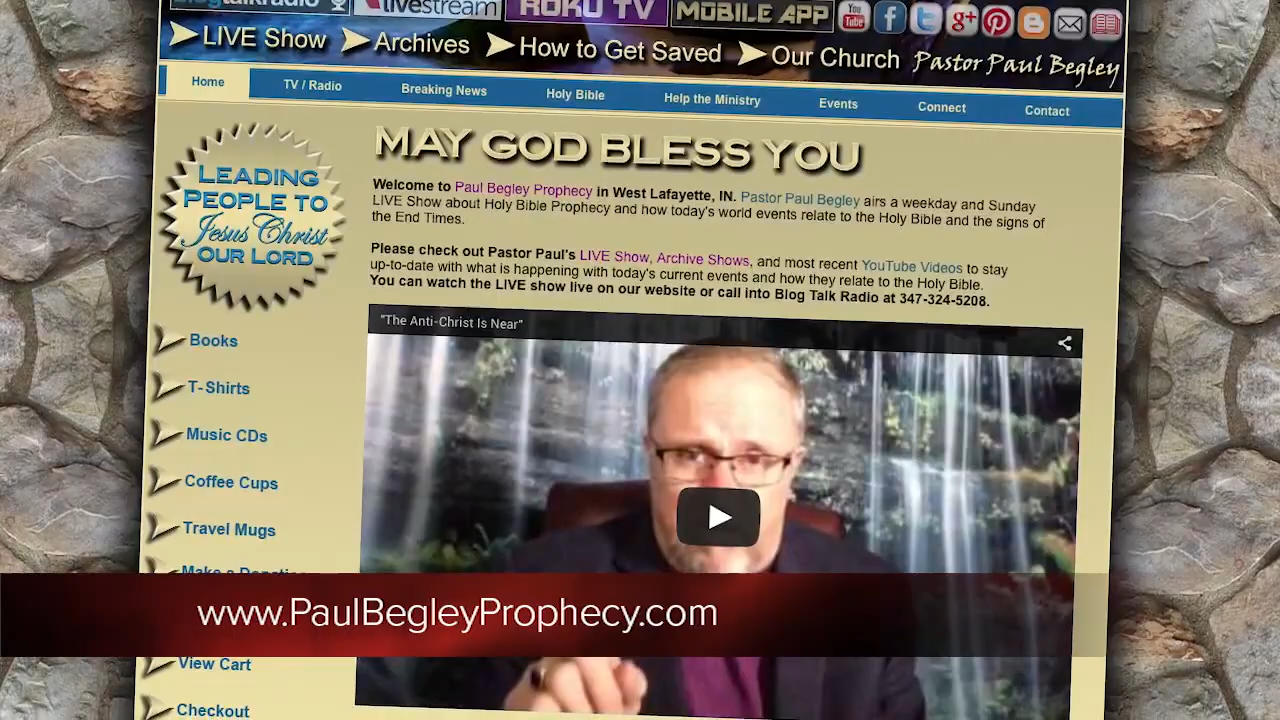 blogtalkradio
livestream
ROKU TV
MOBILE APP
You
Tube
LIVE Show
Archives
How to Get Saved
Our Church
Pastor Paul Begley
Home
TV / Radio
Breaking News
Holy Bible
Help the Ministry
Events
Connect
Contact
LEADING
PEOPLE TO
Jesus Christ
OUR LORD
MAY GOD BLESS YOU
Welcome to Paul Begley Prophecy in West Lafayette, IN. Pastor Paul Begley airs a weekday and Sunday
LIVE Show about Holy Bible Prophecy and how today's world events relate to the Holy Bible and the signs of
the End Times.
Please check out Pastor Paul's LIVE Show, Archive Shows, and most recent YouTube Videos to stay
up-to-date with what is happening with today's current events and how they relate to the Holy Bible.
You can watch the LIVE show live on our website or call into Blog Talk Radio at 347-324-5208.
"The Anti-Christ Is Near"
Books
T-Shirts
Music CDs
Coffee Cups
Travel Mugs
Make a Donation
www.PaulBegleyProphecy.com
View Cart
Checkout